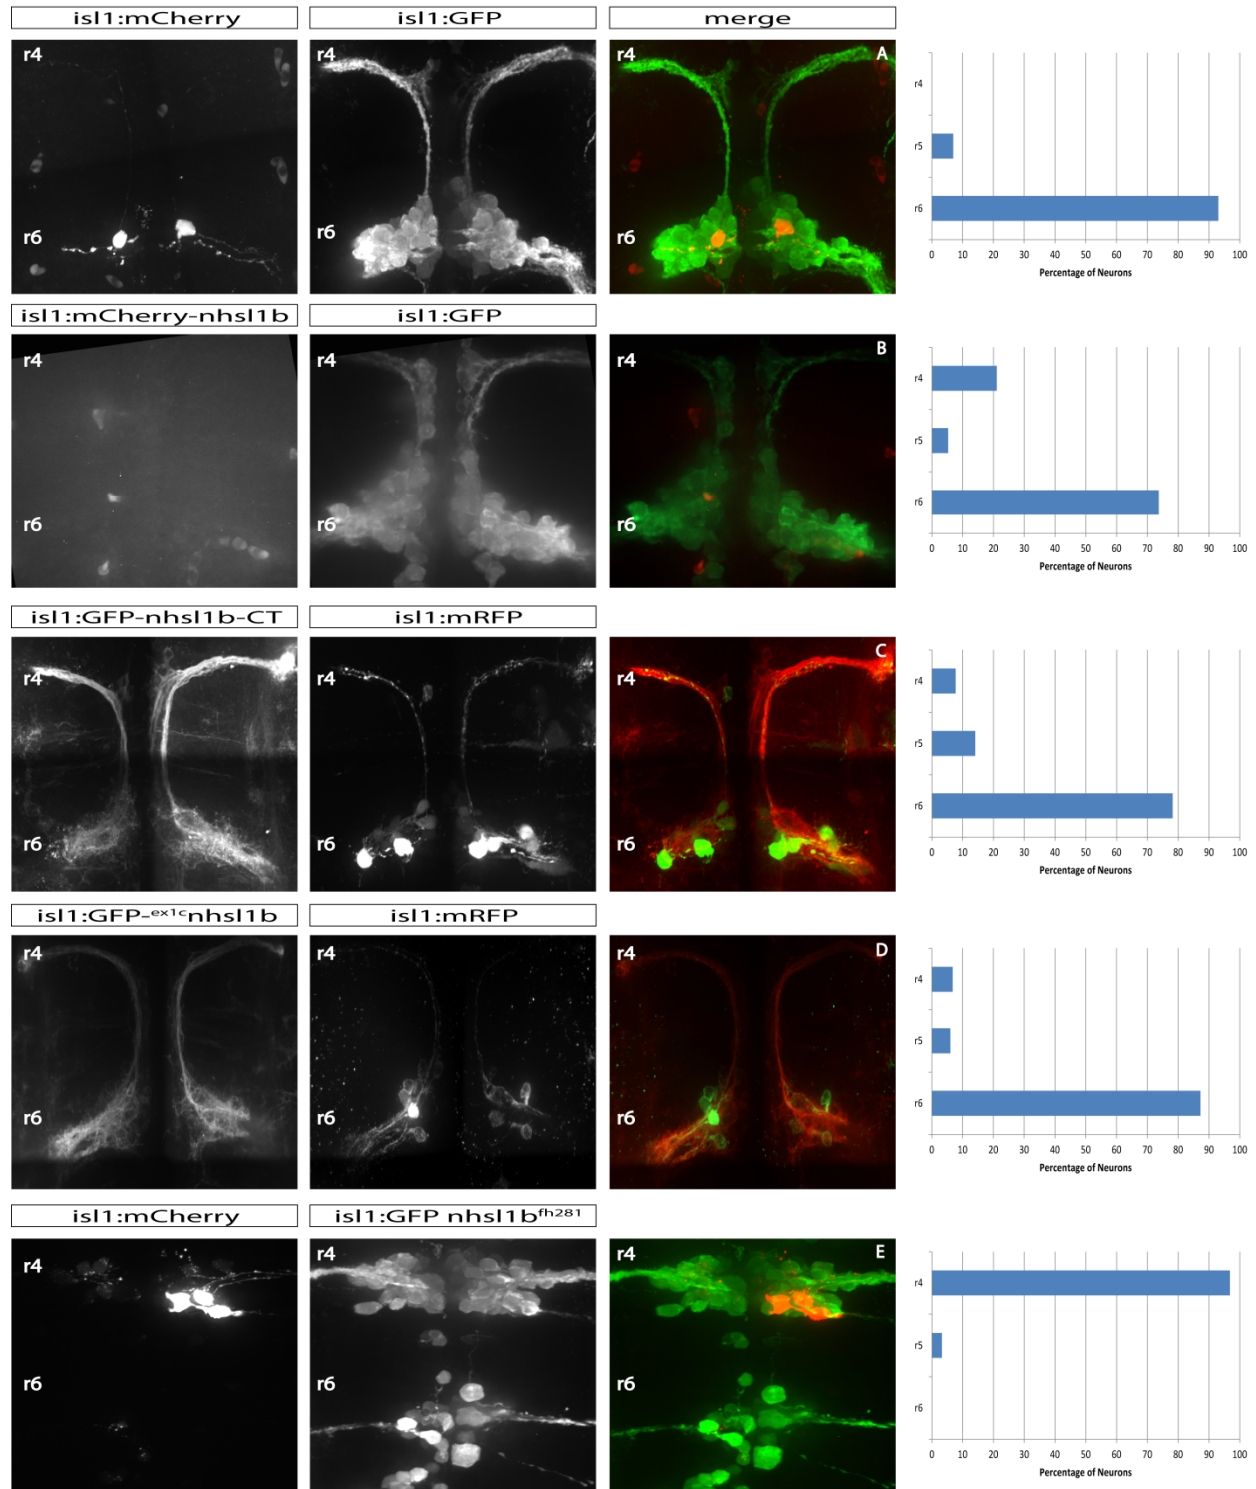 isl1:mCherry
isl1:GFP
merge
r4
r6
r4
r6
A
r4
r5
r6
0 10 20 30 40 50 60 70 80 90 100
Percentage of Neurons
isl1:mCherry-nhsl1b
isl1:GFP
r4
r6
r4
r6
B
r4
r5
r6
0 10 20 30 40 50 60 70 80 90 100
Percentage of Neurons
isl1:GFP-nhsl1b-CT
isl1:mRFP
r4
r6
r4
r6
r4
r6
C
r4
r5
r6
0 10 20 30 40 50 60 70 80 90 100
Percentage of Neurons
isl1:GFP-ex1cnhsl1b
isl1:mRFP
r4
r6
r4
r6
r4
r6
D
r4
r5
r6
0 10 20 30 40 50 60 70 80 90 100
Percentage of Neurons
isl1:mCherry
isl1:GFP nhsl1bfh281
r4
r6
r4
r6
E
r4
r5
r6
0 10 20 30 40 50 60 70 80 90 100
Percentage of Neurons